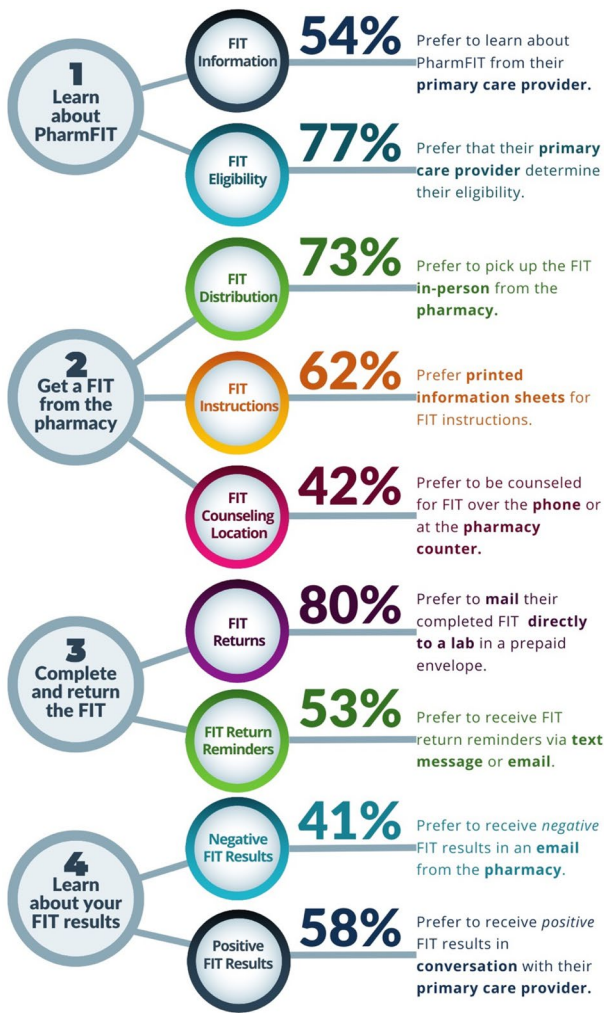 1
Learn
about
PharmFIT
FIT
Information
54%
Prefer to learn about
PharmFIT from their
primary care provider.
FIT
Eligibility
77%
Prefer that their primary
care provider determine
their eligibility.
2
Get a FIT
from the
pharmacy
FIT
Distribution
73%
Prefer to pick up the FIT
in-person from the
pharmacy.
FIT
Instructions
62%
Prefer printed
information sheets for
FIT instructions.
FIT
Counseling
Location
42%
Prefer to be counseled
for FIT over the phone or
at the pharmacy
counter.
3
Complete
and return
the FIT
FIT
Returns
80%
Prefer to mail their
completed FIT directly
to a lab in a prepaid
envelope.
FIT Return
Reminders
53%
Prefer to receive FIT
return reminders via text
message or email.
4
Learn
about your
FIT results
Negative
FIT Results
41%
Prefer to receive negative
FIT results in an email
from the pharmacy.
Positive
FIT Results
58%
Prefer to receive positive
FIT results in
conversation with their
primary care provider.